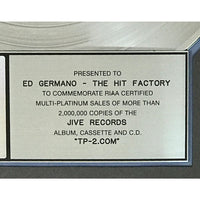 PRESENTED TO
ED GERMANO - THE HIT FACTORY
TO COMMEMORATE RIAA CERTIFIED
MULTI-PLATINUM SALES OF MORE THAN
2,000,000 COPIES OF THE
JIVE RECORDS
ALBUM, CASSETTE AND C.D.
"TP-2.COM"